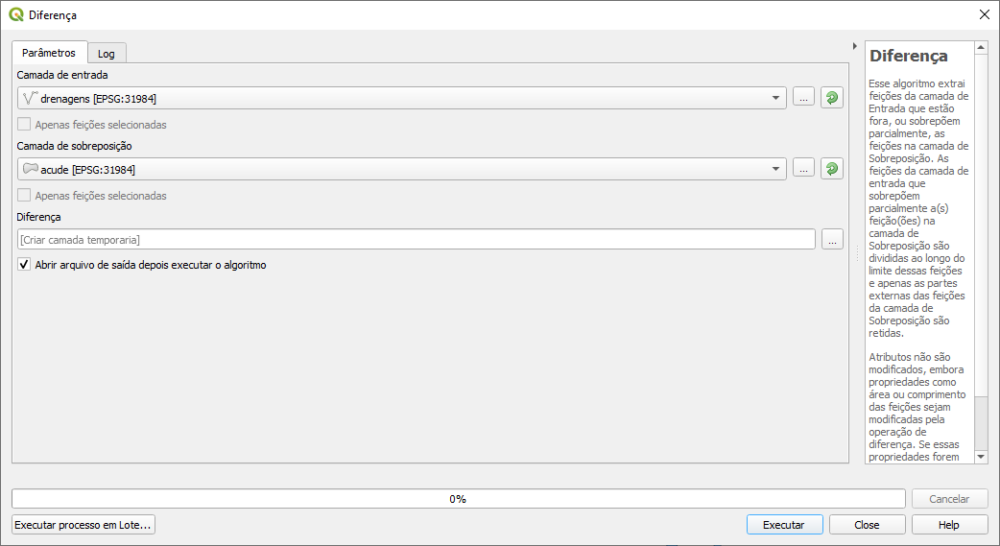 Diferença
Parâmetros
Log
Camada de entrada
drenagens [EPSG:31984]
...
Apenas feições selecionadas
Camada de sobreposição
acude [EPSG:31984]
...
Apenas feições selecionadas
Diferença
[Criar camada temporaria]
...
Abrir arquivo de saída depois executar o algoritmo
Diferença
Esse algoritmo extrai
feições da camada de
Entrada que estão
fora, ou sobrepõem
parcialmente, as
feições na camada de
Sobreposição. As
feições da camada de
entrada que
sobrepõem
parcialmente a(s)
feição(ões) na
camada de
Sobreposição são
divididas ao longo do
limite dessas feições
e apenas as partes
externas das feições
da camada de
Sobreposição são
retidas.
Atributos não são
modificados, embora
propriedades como
área ou comprimento
das feições sejam
modificadas pela
operação de
diferença. Se essas
propriedades forem
0%
Cancelar
Executar processo em Lote...
Executar
Close
Help